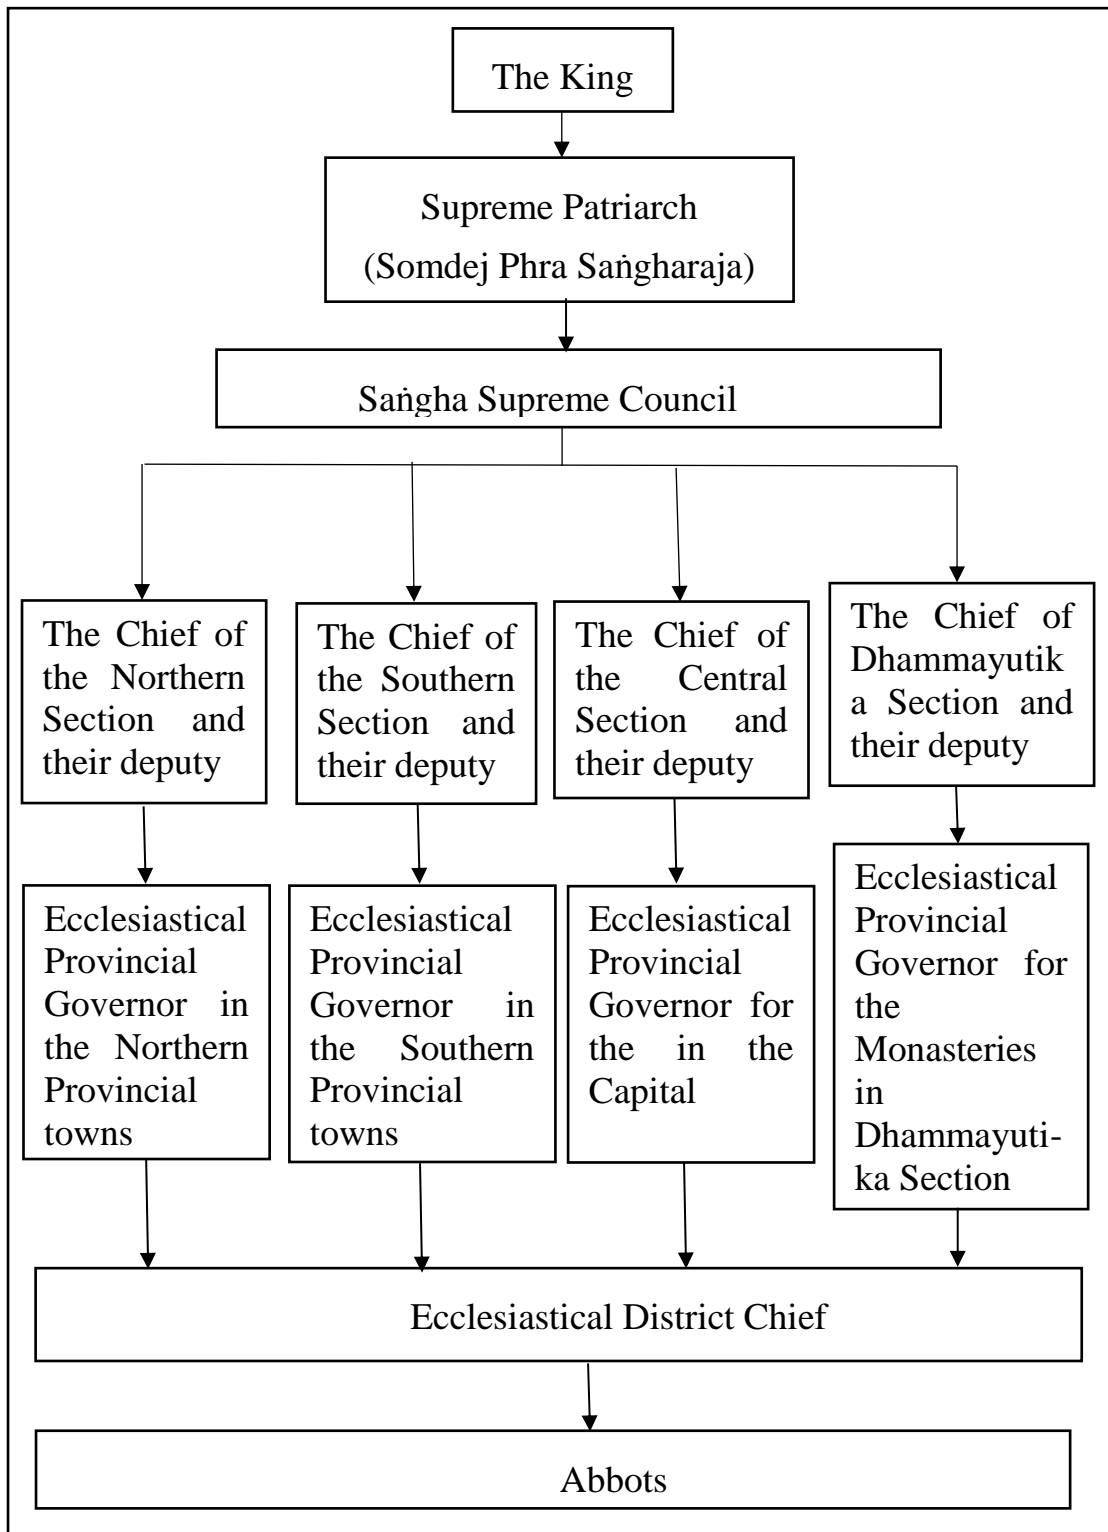 The King
Supreme Patriarch
(Somdej Phra Saṅgharaja)
Saṅgha Supreme Council
The Chief of
the Northern
Section and
their deputy
The Chief of
the Southern
Section and
their deputy
The Chief of
the Central
Section and
their deputy
The Chief of
Dhammayutik
a Section and
their deputy
Ecclesiastical
Provincial
Governor in
the Northern
Provincial
towns
Ecclesiastical
Provincial
Governor in
the Southern
Provincial
towns
Ecclesiastical
Provincial
Governor for
the in the
Capital
Ecclesiastical
Provincial
Governor for
the
Monasteries
in
Dhammayuti-
ka Section
Ecclesiastical District Chief
Abbots